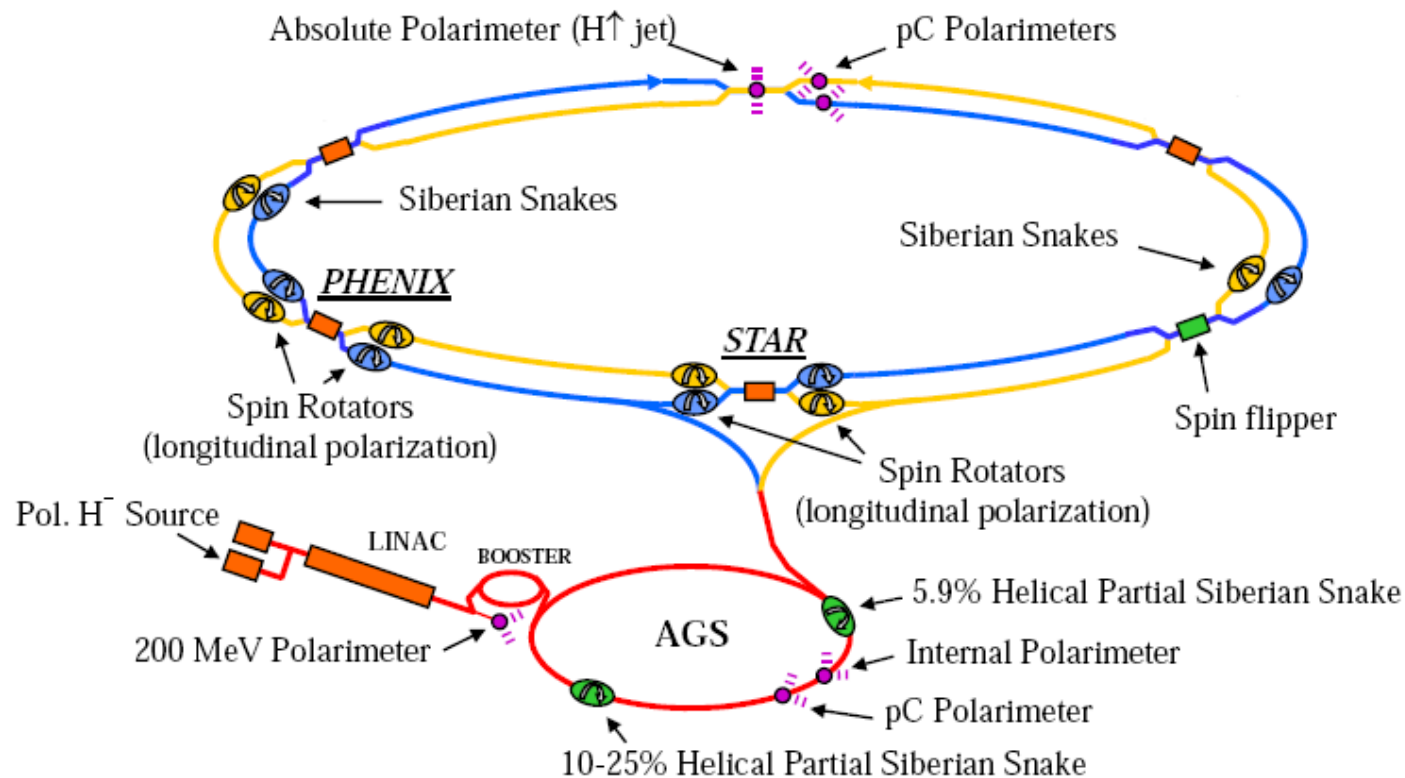 Absolute Polarimeter (H↑ jet)
pC Polarimeters
Siberian Snakes
Siberian Snakes
PHENIX
STAR
Spin Rotators
(longitudinal polarization)
Spin flipper
Spin Rotators
(longitudinal polarization)
Pol. H⁻ Source
LINAC
BOOSTER
5.9% Helical Partial Siberian Snake
AGS
200 MeV Polarimeter
Internal Polarimeter
pC Polarimeter
10-25% Helical Partial Siberian Snake